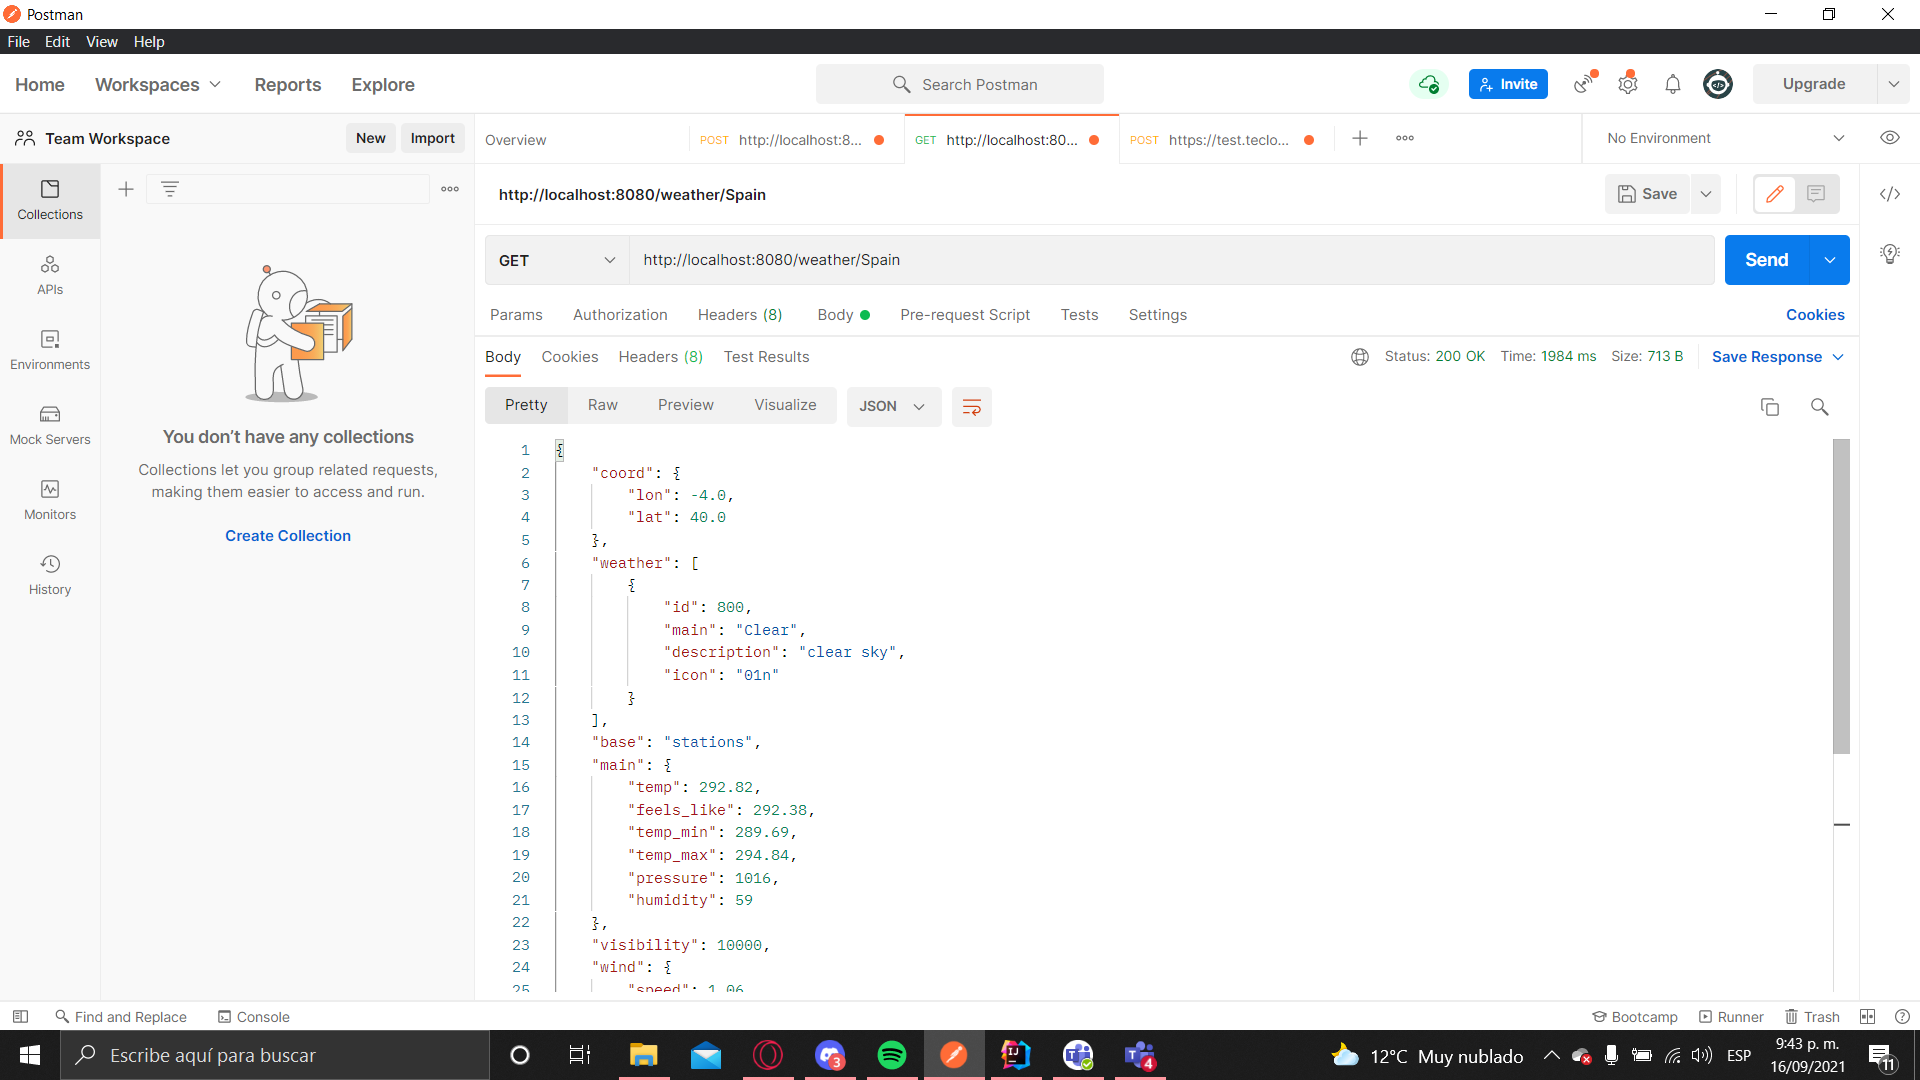 Postman
File Edit View Help
Home Workspaces Reports Explore Search Postman Invite Upgrade
Team Workspace New Import
Overview POST http://localhost:8... GET http://localhost:80... POST https://test.teclo... No Environment
http://localhost:8080/weather/Spain Save
GET http://localhost:8080/weather/Spain Send
Params Authorization Headers (8) Body Pre-request Script Tests Settings Cookies
Body Cookies Headers (8) Test Results Status: 200 OK Time: 1984 ms Size: 713 B Save Response
Pretty Raw Preview Visualize JSON
Collections
APIs
Environments
Mock Servers
Monitors
History
You don't have any collections
Collections let you group related requests,
making them easier to access and run.
Create Collection
1 {
2 "coord": {
3 "lon": -4.0,
4 "lat": 40.0
5 },
6 "weather": [
7 {
8 "id": 800,
9 "main": "Clear",
10 "description": "clear sky",
11 "icon": "01n"
12 }
13 ],
14 "base": "stations",
15 "main": {
16 "temp": 292.82,
17 "feels_like": 292.38,
18 "temp_min": 289.69,
19 "temp_max": 294.84,
20 "pressure": 1016,
21 "humidity": 59
22 },
23 "visibility": 10000,
24 "wind": {
25 "speed": 1.06
Find and Replace Console Bootcamp Runner Trash
Escribe aquí para buscar 3 4 12°C Muy nublado ESP 9:43 p. m.
16/09/2021 11